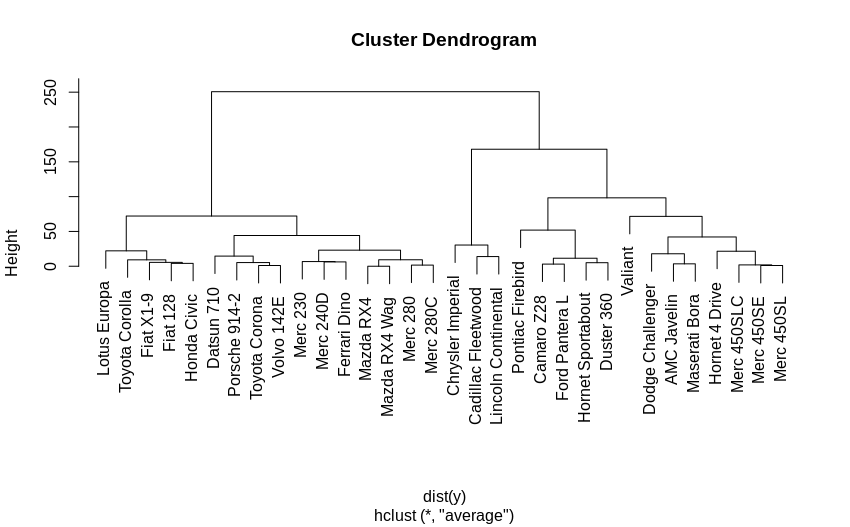 Cluster Dendrogram
Height
250
150
50
0
Lotus Europa
Toyota Corolla
Fiat X1-9
Fiat 128
Honda Civic
Datsun 710
Porsche 914-2
Toyota Corona
Volvo 142E
Merc 230
Merc 240D
Ferrari Dino
Mazda RX4
Mazda RX4 Wag
Merc 280
Merc 280C
Chrysler Imperial
Cadillac Fleetwood
Lincoln Continental
Pontiac Firebird
Camaro Z28
Ford Pantera L
Hornet Sportabout
Duster 360
Valiant
Dodge Challenger
AMC Javelin
Maserati Bora
Hornet 4 Drive
Merc 450SLC
Merc 450SE
Merc 450SL
dist(y)
hclust (*, "average")